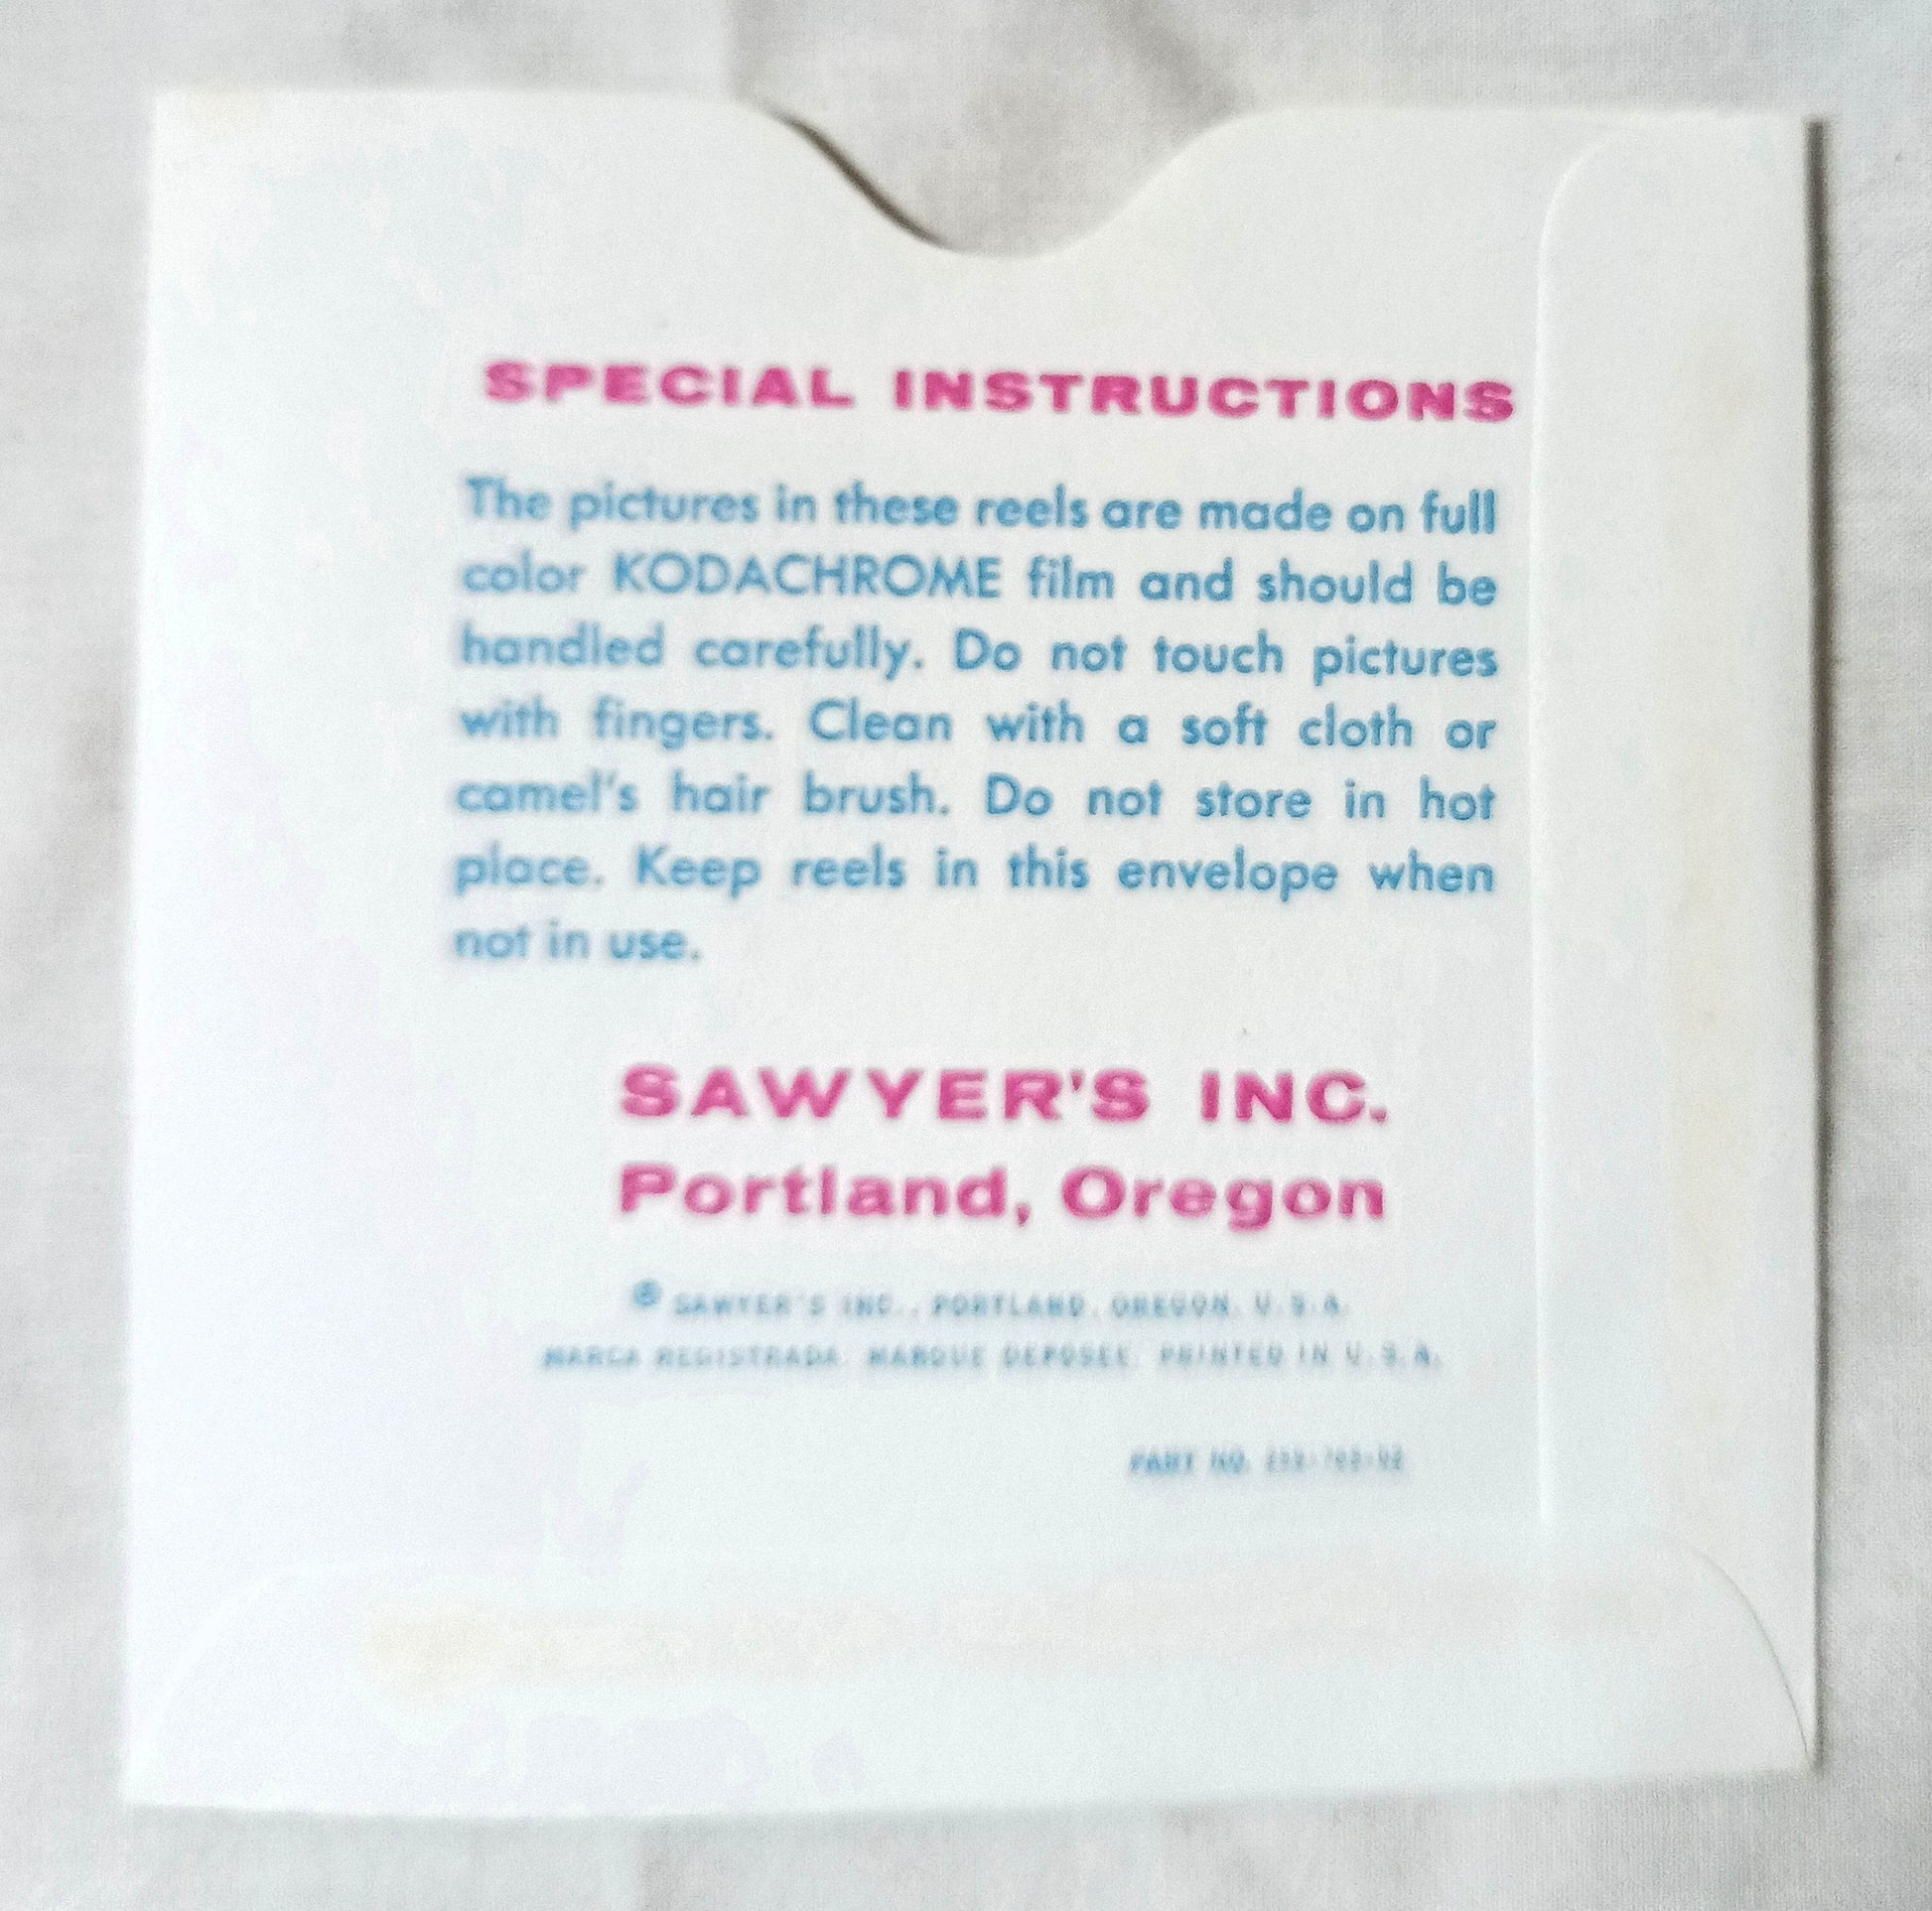 SPECIAL INSTRUCTIONS
The pictures in these reels are made on full
color KODACHROME film and should be
handled carefully. Do not touch pictures
with fingers. Clean with a soft cloth or
camel's hair brush. Do not store in hot
place. Keep reels in this envelope when
not in use.
SAWYER'S INC.
Portland, Oregon
® SAWYER'S INC., PORTLAND, OREGON, U.S.A.
MARCA REGISTRADA. MARQUE DEPOSEE. PRINTED IN U.S.A.
PART NO.